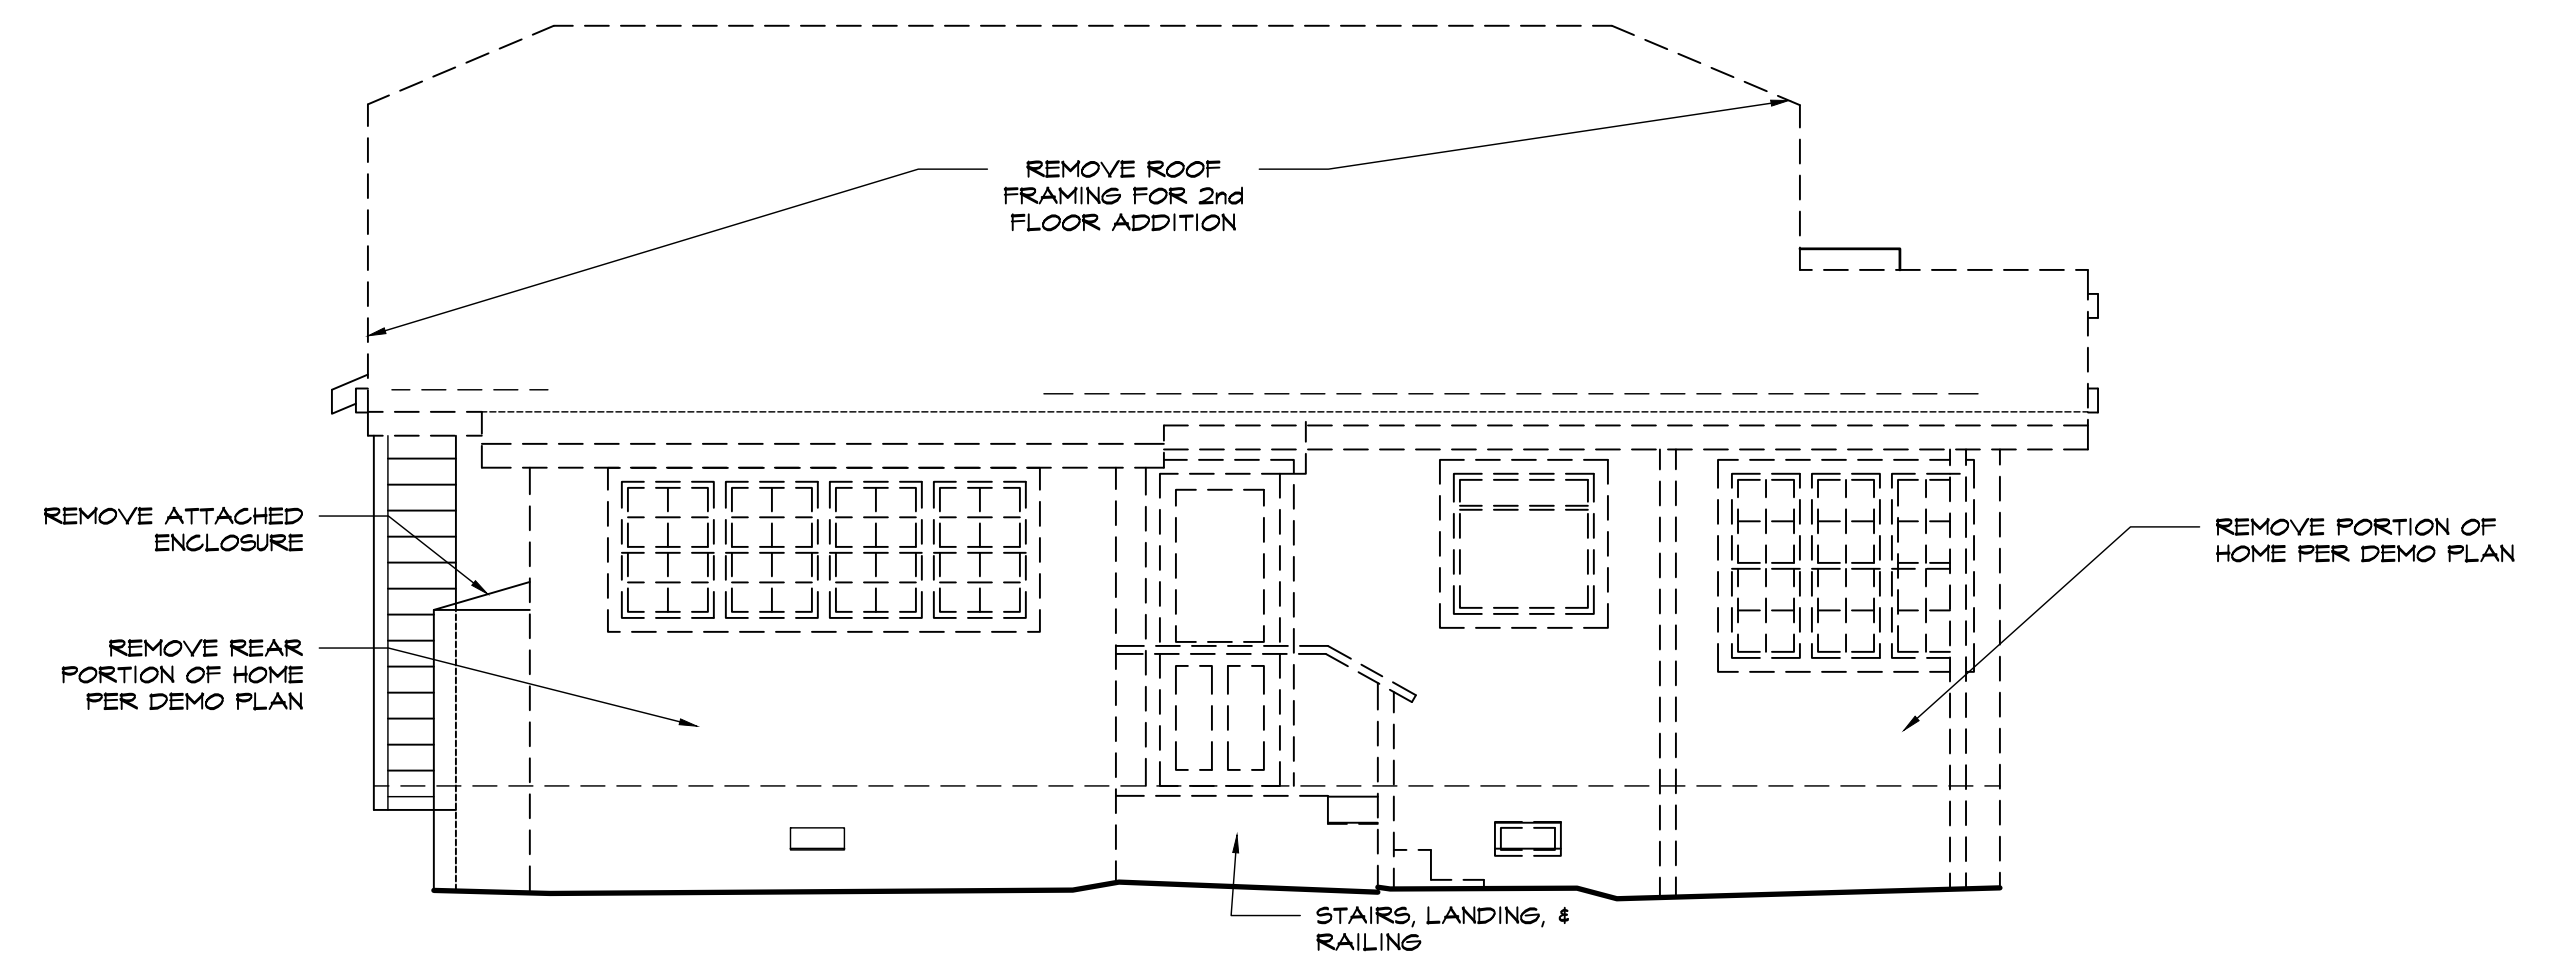 REMOVE ROOF
FRAMING FOR 2nd
FLOOR ADDITION
REMOVE ATTACHED
ENCLOSURE
REMOVE PORTION OF
HOME PER DEMO PLAN
REMOVE REAR
PORTION OF HOME
PER DEMO PLAN
STAIRS, LANDING, &
RAILING